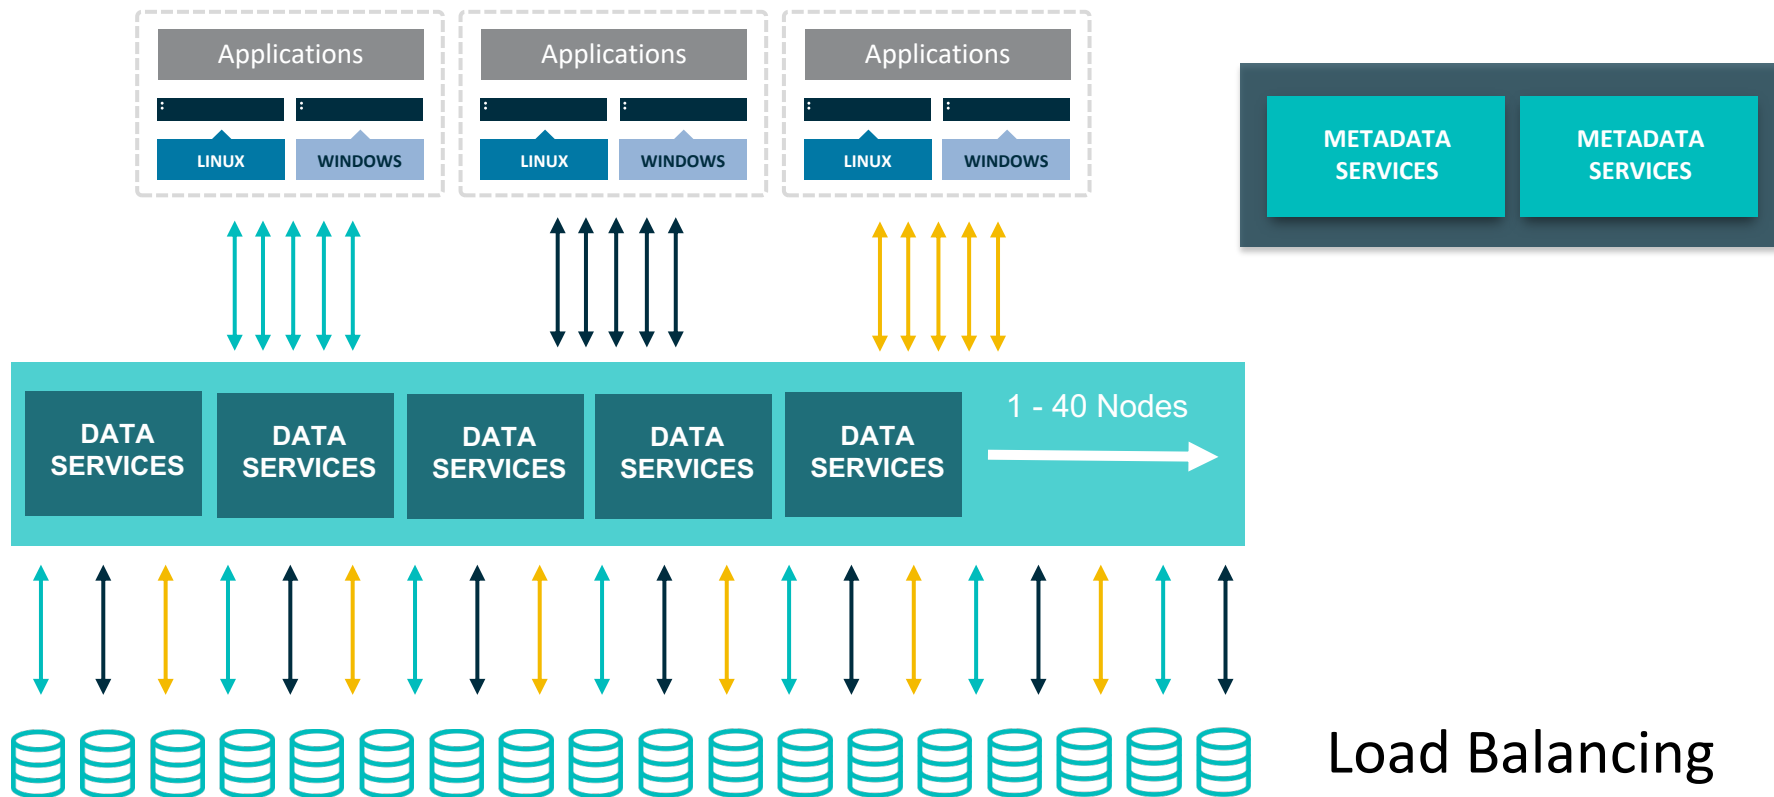 Applications
LINUX
WINDOWS
Applications
LINUX
WINDOWS
Applications
LINUX
WINDOWS
METADATA
SERVICES
METADATA
SERVICES
DATA
SERVICES
DATA
SERVICES
DATA
SERVICES
DATA
SERVICES
DATA
SERVICES
1 - 40 Nodes
Load Balancing